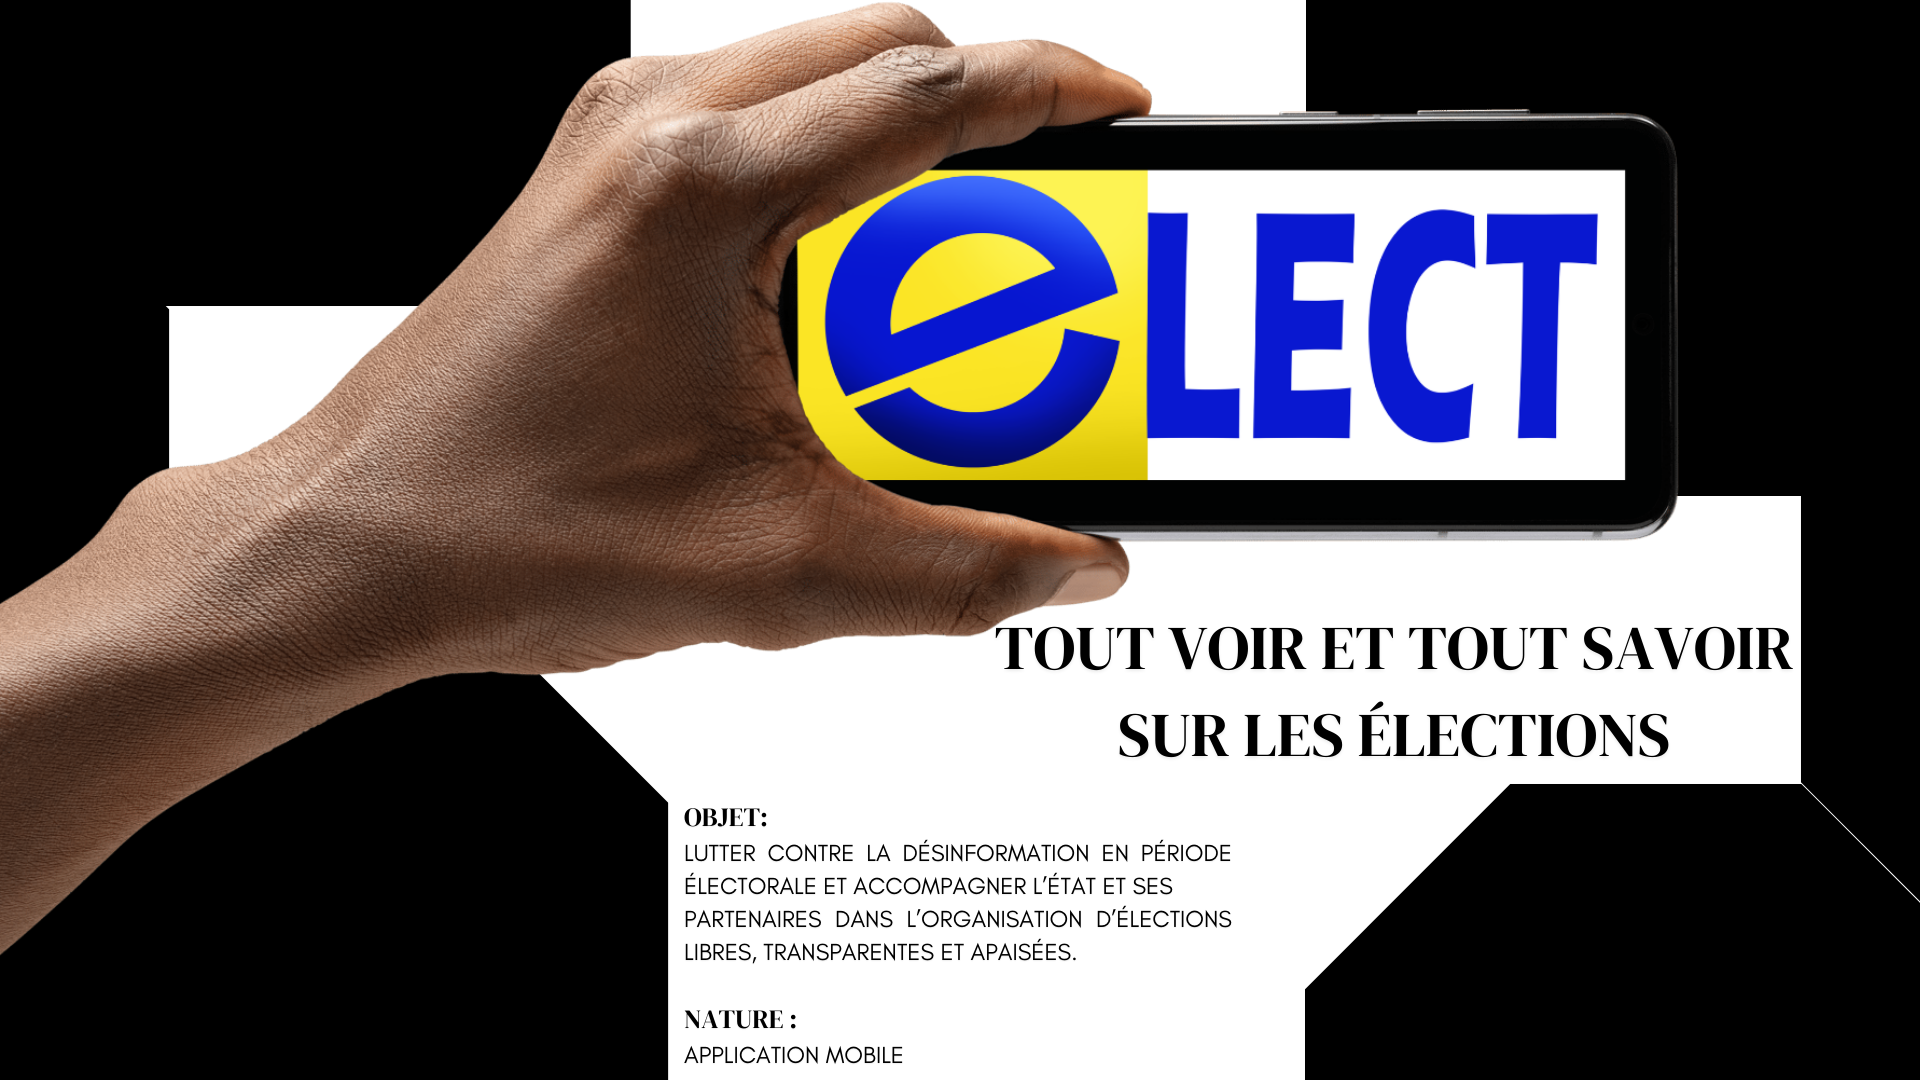 eLECT
TOUT VOIR ET TOUT SAVOIR
SUR LES ÉLECTIONS
OBJET:
LUTTER CONTRE LA DÉSINFORMATION EN PÉRIODE
ÉLECTORALE ET ACCOMPAGNER L’ÉTAT ET SES
PARTENAIRES DANS L’ORGANISATION D’ÉLECTIONS
LIBRES, TRANSPARENTES ET APAISÉES.
NATURE :
APPLICATION MOBILE